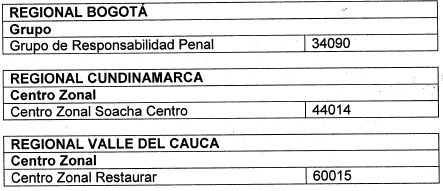 REGIONAL BOGOTÁ
Grupo
Grupo de Responsabilidad Penal 34090
REGIONAL CUNDINAMARCA
Centro Zonal
Centro Zonal Soacha Centro 44014
REGIONAL VALLE DEL CAUCA
Centro Zonal
Centro Zonal Restaurar 60015